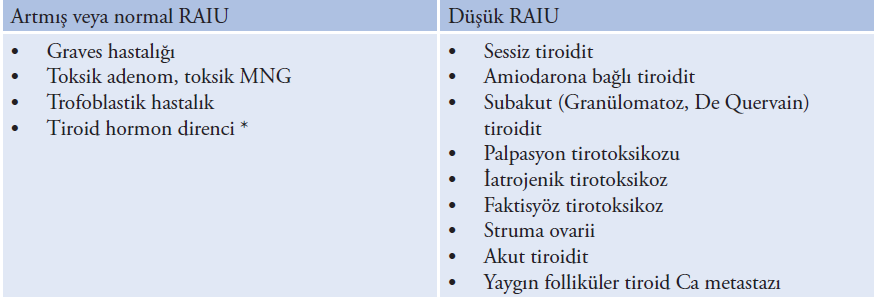 Artmış veya normal RAIU
• Graves hastalığı
• Toksik adenom, toksik MNG
• Trofoblastik hastalık
• Tiroid hormon direnci *
Düşük RAIU
• Sessiz tiroidit
• Amiodarona bağlı tiroidit
• Subakut (Granülomatoz, De Quervain)
tiroidit
• Palpasyon tirotoksikozu
• İatrojenik tirotoksikoz
• Faktisyöz tirotoksikoz
• Struma ovarii
• Akut tiroidit
• Yaygın folliküler tiroid Ca metastazı